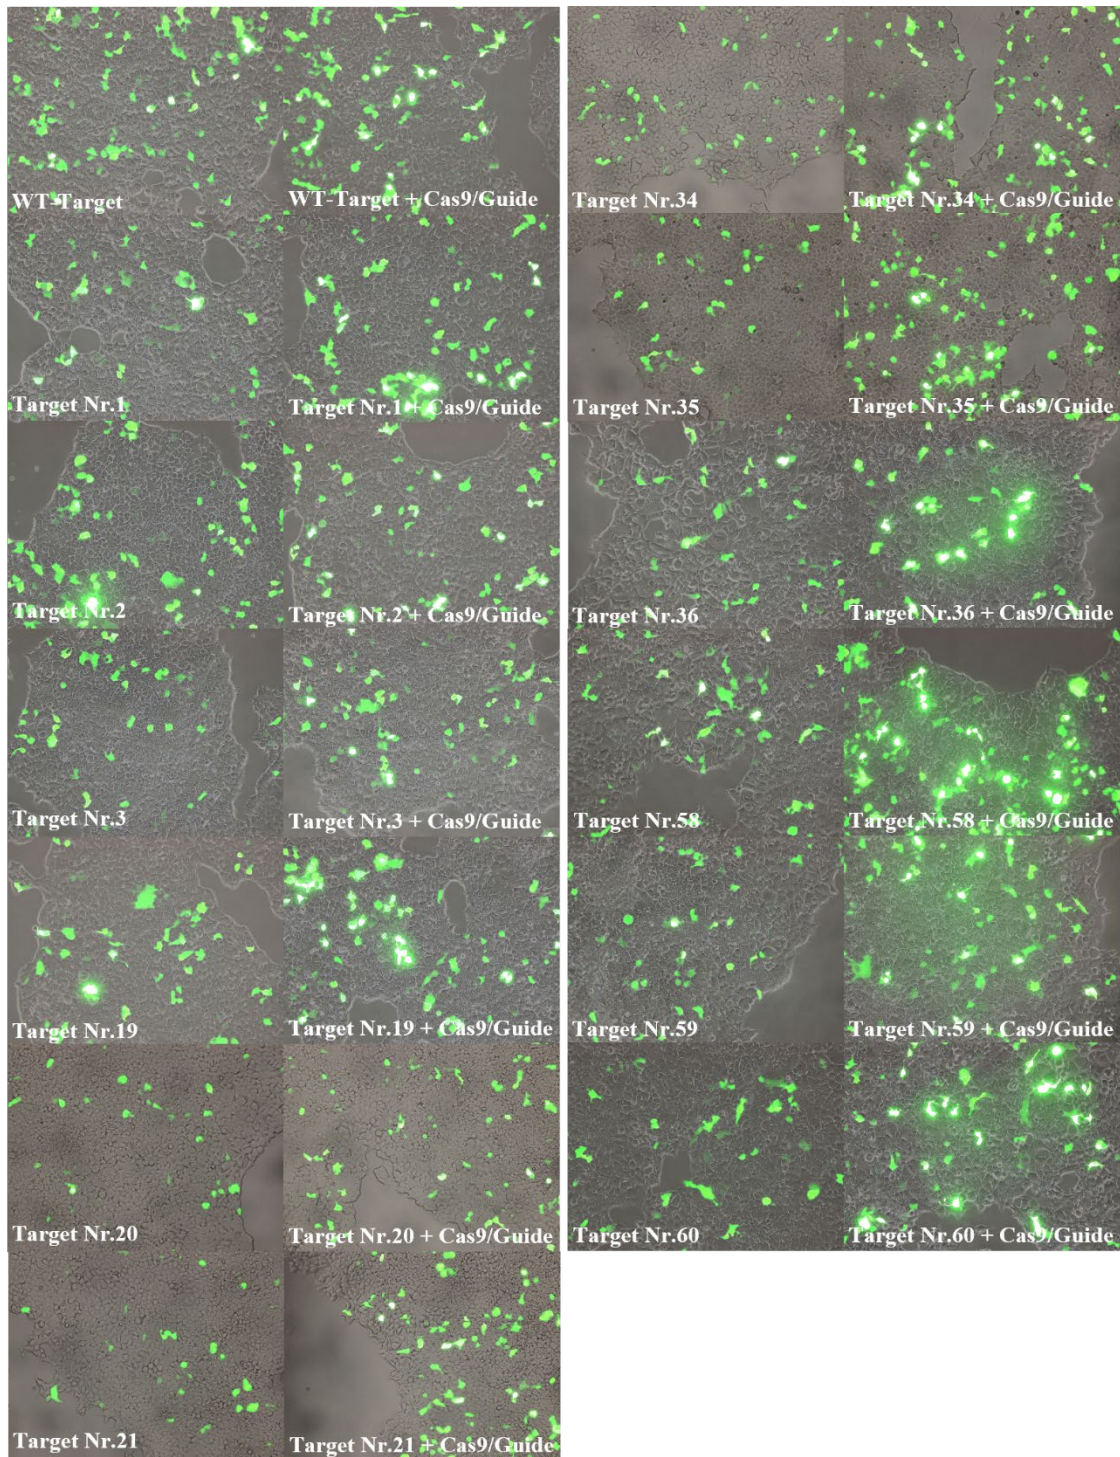 WT-Target
WT-Target + Cas9/Guide
Target Nr.1
Target Nr.1 + Cas9/Guide
Target Nr.2
Target Nr.2 + Cas9/Guide
Target Nr.3
Target Nr.3 + Cas9/Guide
Target Nr.19
Target Nr.19 + Cas9/Guide
Target Nr.20
Target Nr.20 + Cas9/Guide
Target Nr.21
Target Nr.21 + Cas9/Guide
Target Nr.34
Target Nr.34 + Cas9/Guide
Target Nr.35
Target Nr.35 + Cas9/Guide
Target Nr.36
Target Nr.36 + Cas9/Guide
Target Nr.58
Target Nr.58 + Cas9/Guide
Target Nr.59
Target Nr.59 + Cas9/Guide
Target Nr.60
Target Nr.60 + Cas9/Guide